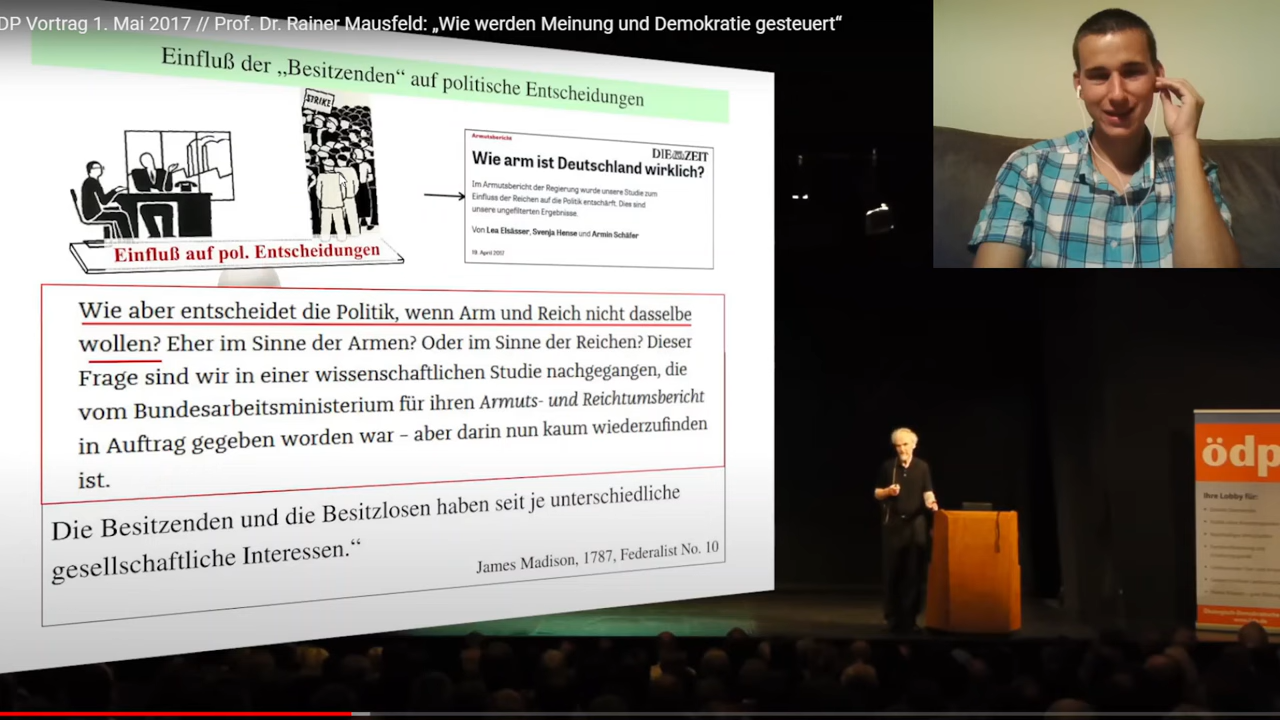 DP Vortrag 1. Mai 2017 // Prof. Dr. Rainer Mausfeld: „Wie werden Meinung und Demokratie gesteuert“
Einfluß der „Besitzenden“ auf politische Entscheidungen
STRIKE
Einfluß auf pol. Entscheidungen
Armutsbericht
DIE ZEIT
Wie arm ist Deutschland wirklich?
Im Armutsbericht der Regierung wurde unsere Studie zum
Einfluss der Reichen auf die Politik entschärft. Dies sind
unsere ungefilterten Ergebnisse.
Von Lea Elsässer, Svenja Hense und Armin Schäfer
19. April 2017
Wie aber entscheidet die Politik, wenn Arm und Reich nicht dasselbe
wollen? Eher im Sinne der Armen? Oder im Sinne der Reichen? Dieser
Frage sind wir in einer wissenschaftlichen Studie nachgegangen, die
vom Bundesarbeitsministerium für ihren Armuts- und Reichtumsbericht
in Auftrag gegeben worden war – aber darin nun kaum wiederzufinden
ist.
Die Besitzenden und die Besitzlosen haben seit je unterschiedliche
gesellschaftliche Interessen.“
James Madison, 1787, Federalist No. 10
ödp
Ihre Lobby für: